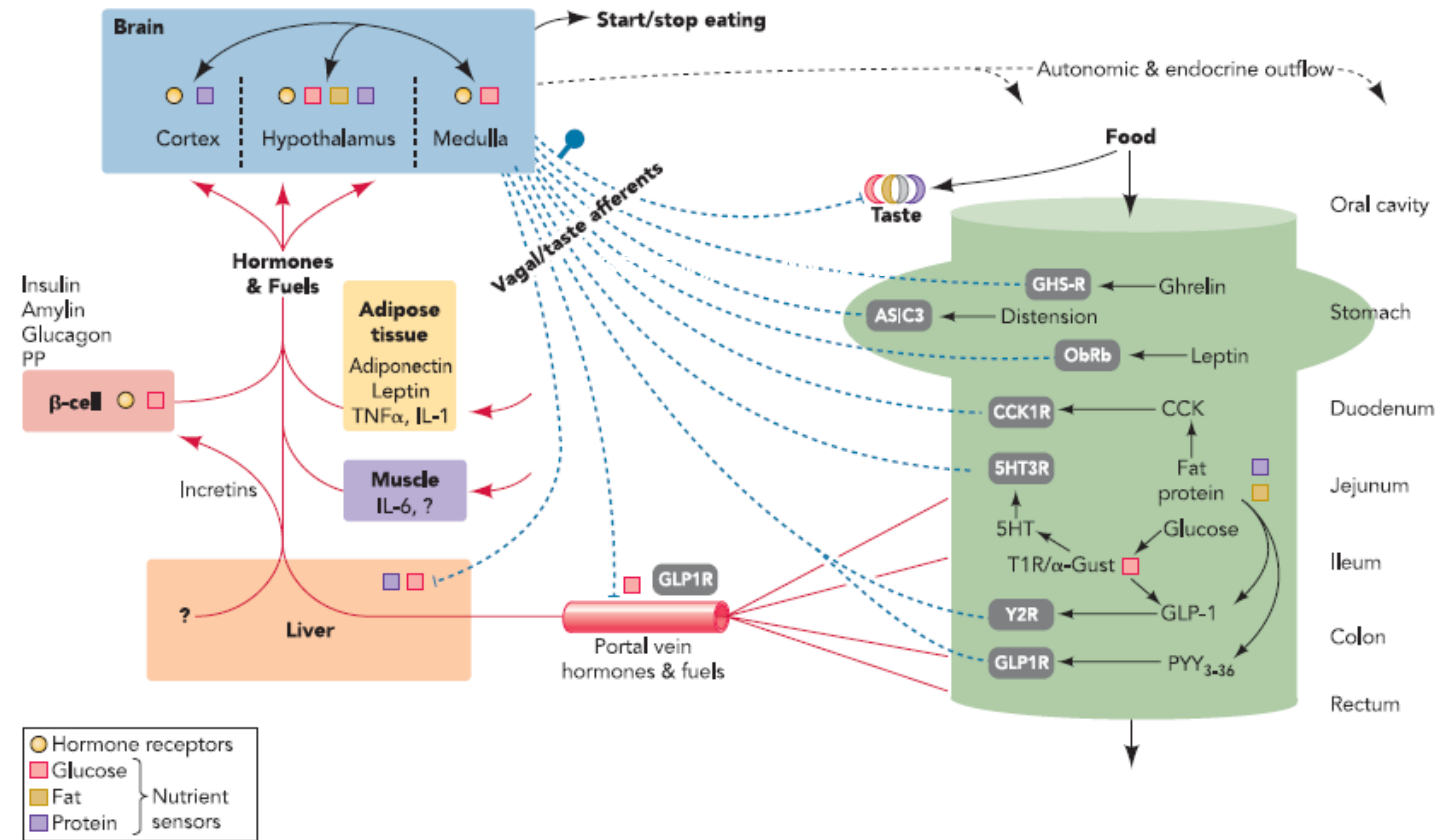 Brain
Start/stop eating
Autonomic & endocrine outflow
Cortex
Hypothalamus
Medulla
Food
Vagal/taste afferents
Taste
Oral cavity
Hormones
& Fuels
Insulin
Amylin
Glucagon
PP
β-cell
Adipose
tissue
Adiponectin
Leptin
TNFα, IL-1
Muscle
IL-6, ?
Incretins
?
Liver
GLP1R
Portal vein
hormones & fuels
GHS-R
Ghrelin
ASIC3
Distension
Stomach
ObRb
Leptin
CCK1R
CCK
Duodenum
5HT3R
Fat
protein
Jejunum
5HT
Glucose
T1R/α-Gust
Ileum
Y2R
GLP-1
Colon
GLP1R
PYY3-36
Rectum
Hormone receptors
Glucose
Fat
Protein
Nutrient
sensors